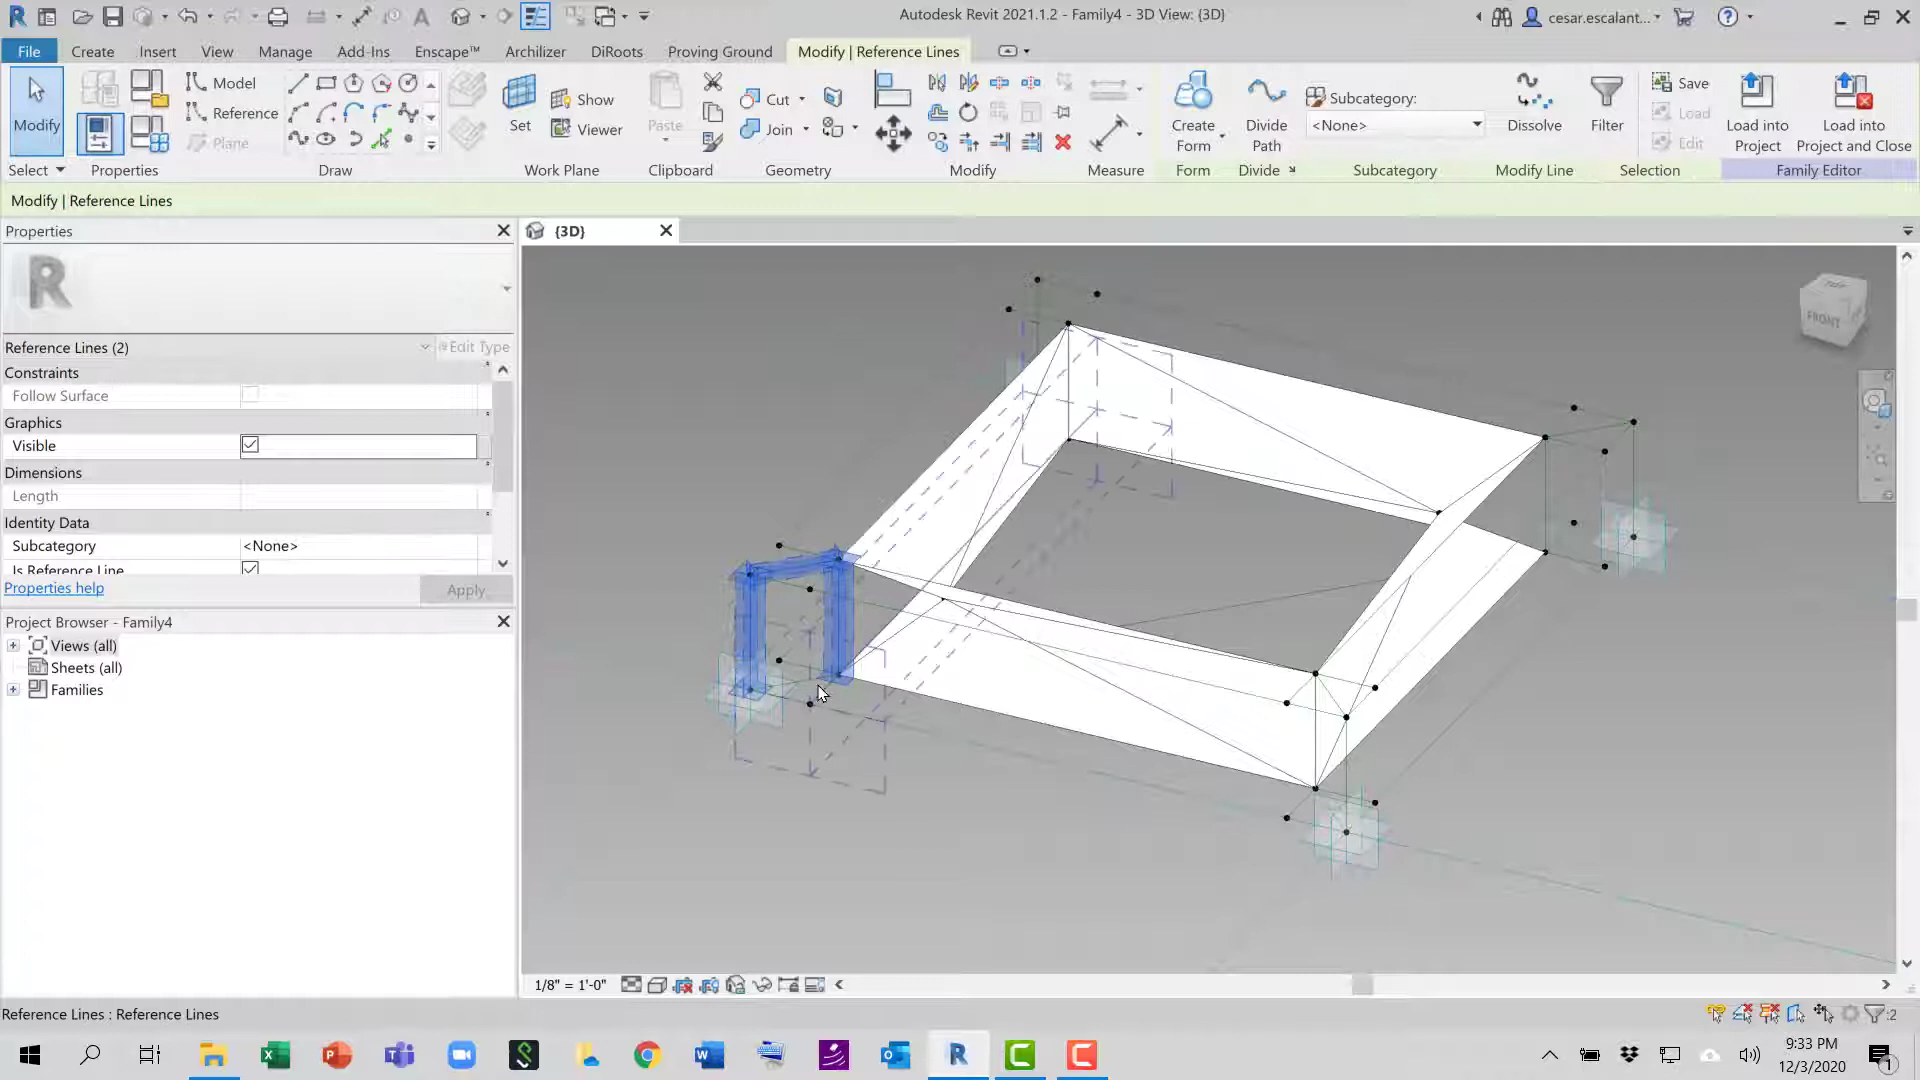 Autodesk Revit 2021.1.2 - Family4 - 3D View: {3D}
cesar.escalant...
File Create Insert View Manage Add-Ins Enscape™ Archilizer DiRoots Proving Ground Modify | Reference Lines
Modify
Model
Reference
Plane
Set
Show
Viewer
Paste
Cut
Join
Create Form
Divide Path
Subcategory:
<None>
Dissolve
Filter
Save
Load
Edit
Load into Project
Load into Project and Close
Select Properties Draw Work Plane Clipboard Geometry Modify Measure Form Divide Subcategory Modify Line Selection Family Editor
Modify | Reference Lines
Properties
{3D}
R
Reference Lines (2)
Edit Type
Constraints
Follow Surface
Graphics
Visible
Dimensions
Length
Identity Data
Subcategory <None>
Is Reference Line
Properties help
Apply
Project Browser - Family4
Views (all)
Sheets (all)
Families
TOP
FRONT
1/8" = 1'-0"
Reference Lines : Reference Lines
:2
9:33 PM
12/3/2020
1